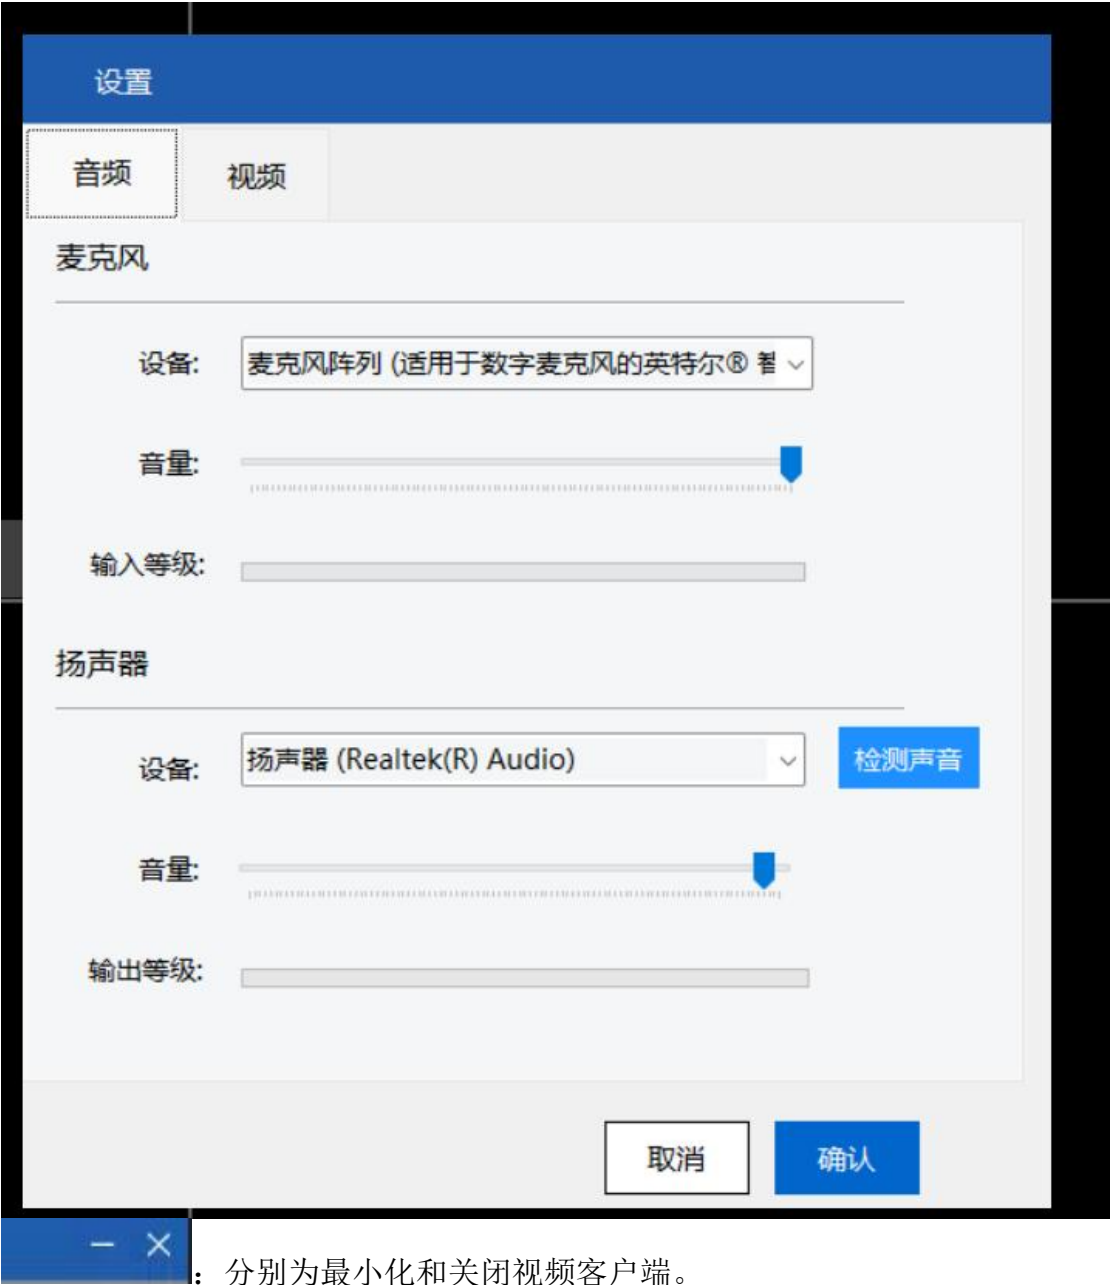 设置
音频 视频
麦克风
设备: 麦克风阵列 (适用于数字麦克风的英特尔® 智
音量:
输入等级:
扬声器
设备: 扬声器 (Realtek(R) Audio) 检测声音
音量:
输出等级:
取消 确认
：分别为最小化和关闭视频客户端。